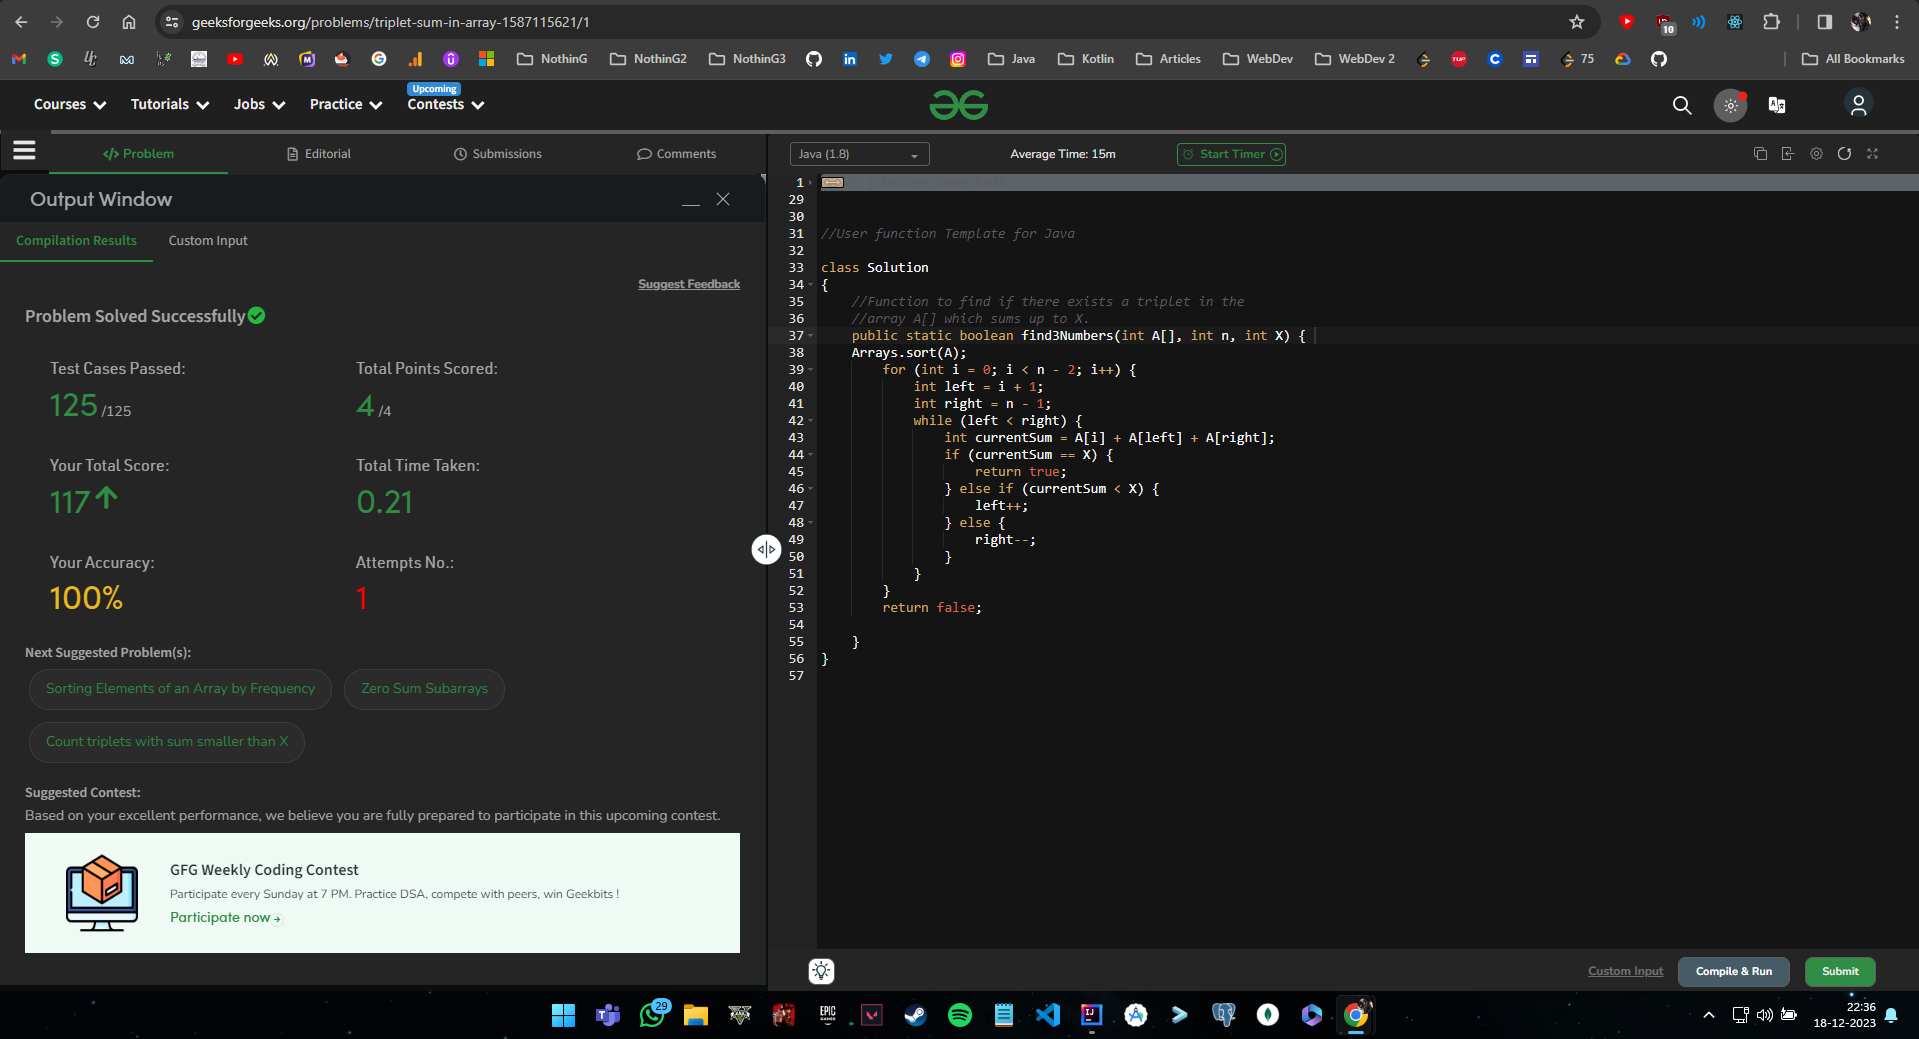 geeksforgeeks.org/problems/triplet-sum-in-array-1587115621/1
10
NothinG
NothinG2
NothinG3
Java
Kotlin
Articles
WebDev
WebDev 2
75
All Bookmarks
Courses
Tutorials
Jobs
Practice
Upcoming
Contests
Problem
Editorial
Submissions
Comments
Java (1.8)
Average Time: 15m
Start Timer
Output Window
Compilation Results
Custom Input
Suggest Feedback
Problem Solved Successfully
Test Cases Passed:
125 /125
Total Points Scored:
4 /4
Your Total Score:
117
Total Time Taken:
0.21
Your Accuracy:
100%
Attempts No.:
1
Next Suggested Problem(s):
Sorting Elements of an Array by Frequency
Zero Sum Subarrays
Count triplets with sum smaller than X
Suggested Contest:
Based on your excellent performance, we believe you are fully prepared to participate in this upcoming contest.
GFG Weekly Coding Contest
Participate every Sunday at 7 PM. Practice DSA, compete with peers, win Geekbits !
Participate now
1
29
30
31 //User function Template for Java
32
33 class Solution
34 {
35 //Function to find if there exists a triplet in the
36 //array A[] which sums up to X.
37 public static boolean find3Numbers(int A[], int n, int X) {
38 Arrays.sort(A);
39 for (int i = 0; i < n - 2; i++) {
40 int left = i + 1;
41 int right = n - 1;
42 while (left < right) {
43 int currentSum = A[i] + A[left] + A[right];
44 if (currentSum == X) {
45 return true;
46 } else if (currentSum < X) {
47 left++;
48 } else {
49 right--;
50 }
51 }
52 }
53 return false;
54
55 }
56 }
57
Custom Input
Compile & Run
Submit
29
EPIC
GAMES
22:36
18-12-2023